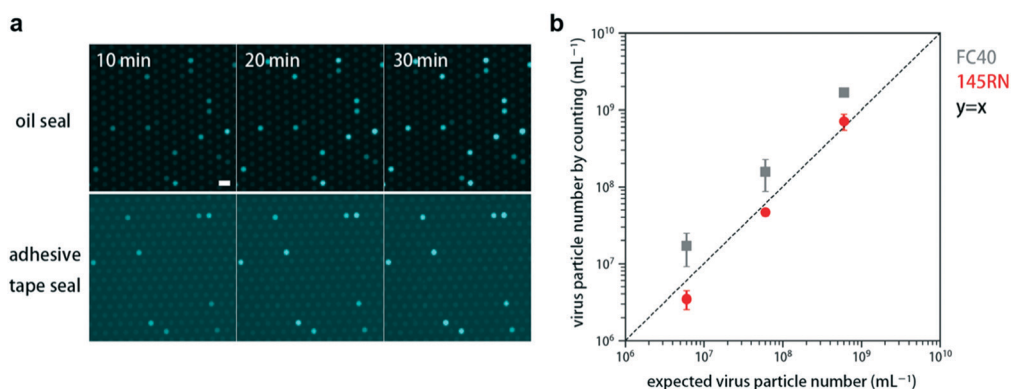 a
10 min
20 min
30 min
oil seal
adhesive
tape seal
b
virus particle number by counting (mL⁻¹)
10¹⁰
10⁹
10⁸
10⁷
10⁶
10⁶ 10⁷ 10⁸ 10⁹ 10¹⁰
expected virus particle number (mL⁻¹)
FC40
145RN
y=x